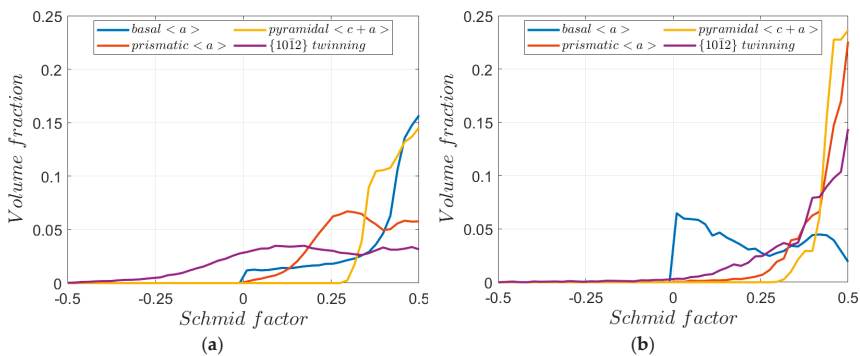 basal < a >
pyramidal < c + a >
prismatic < a >
{101̄2} twinning
0.25
0.2
0.15
0.1
0.05
0
-0.5
-0.25
0
0.25
0.5
Volume fraction
Schmid factor
(a)
basal < a >
pyramidal < c + a >
prismatic < a >
{101̄2} twinning
0.25
0.2
0.15
0.1
0.05
0
-0.5
-0.25
0
0.25
0.5
Volume fraction
Schmid factor
(b)